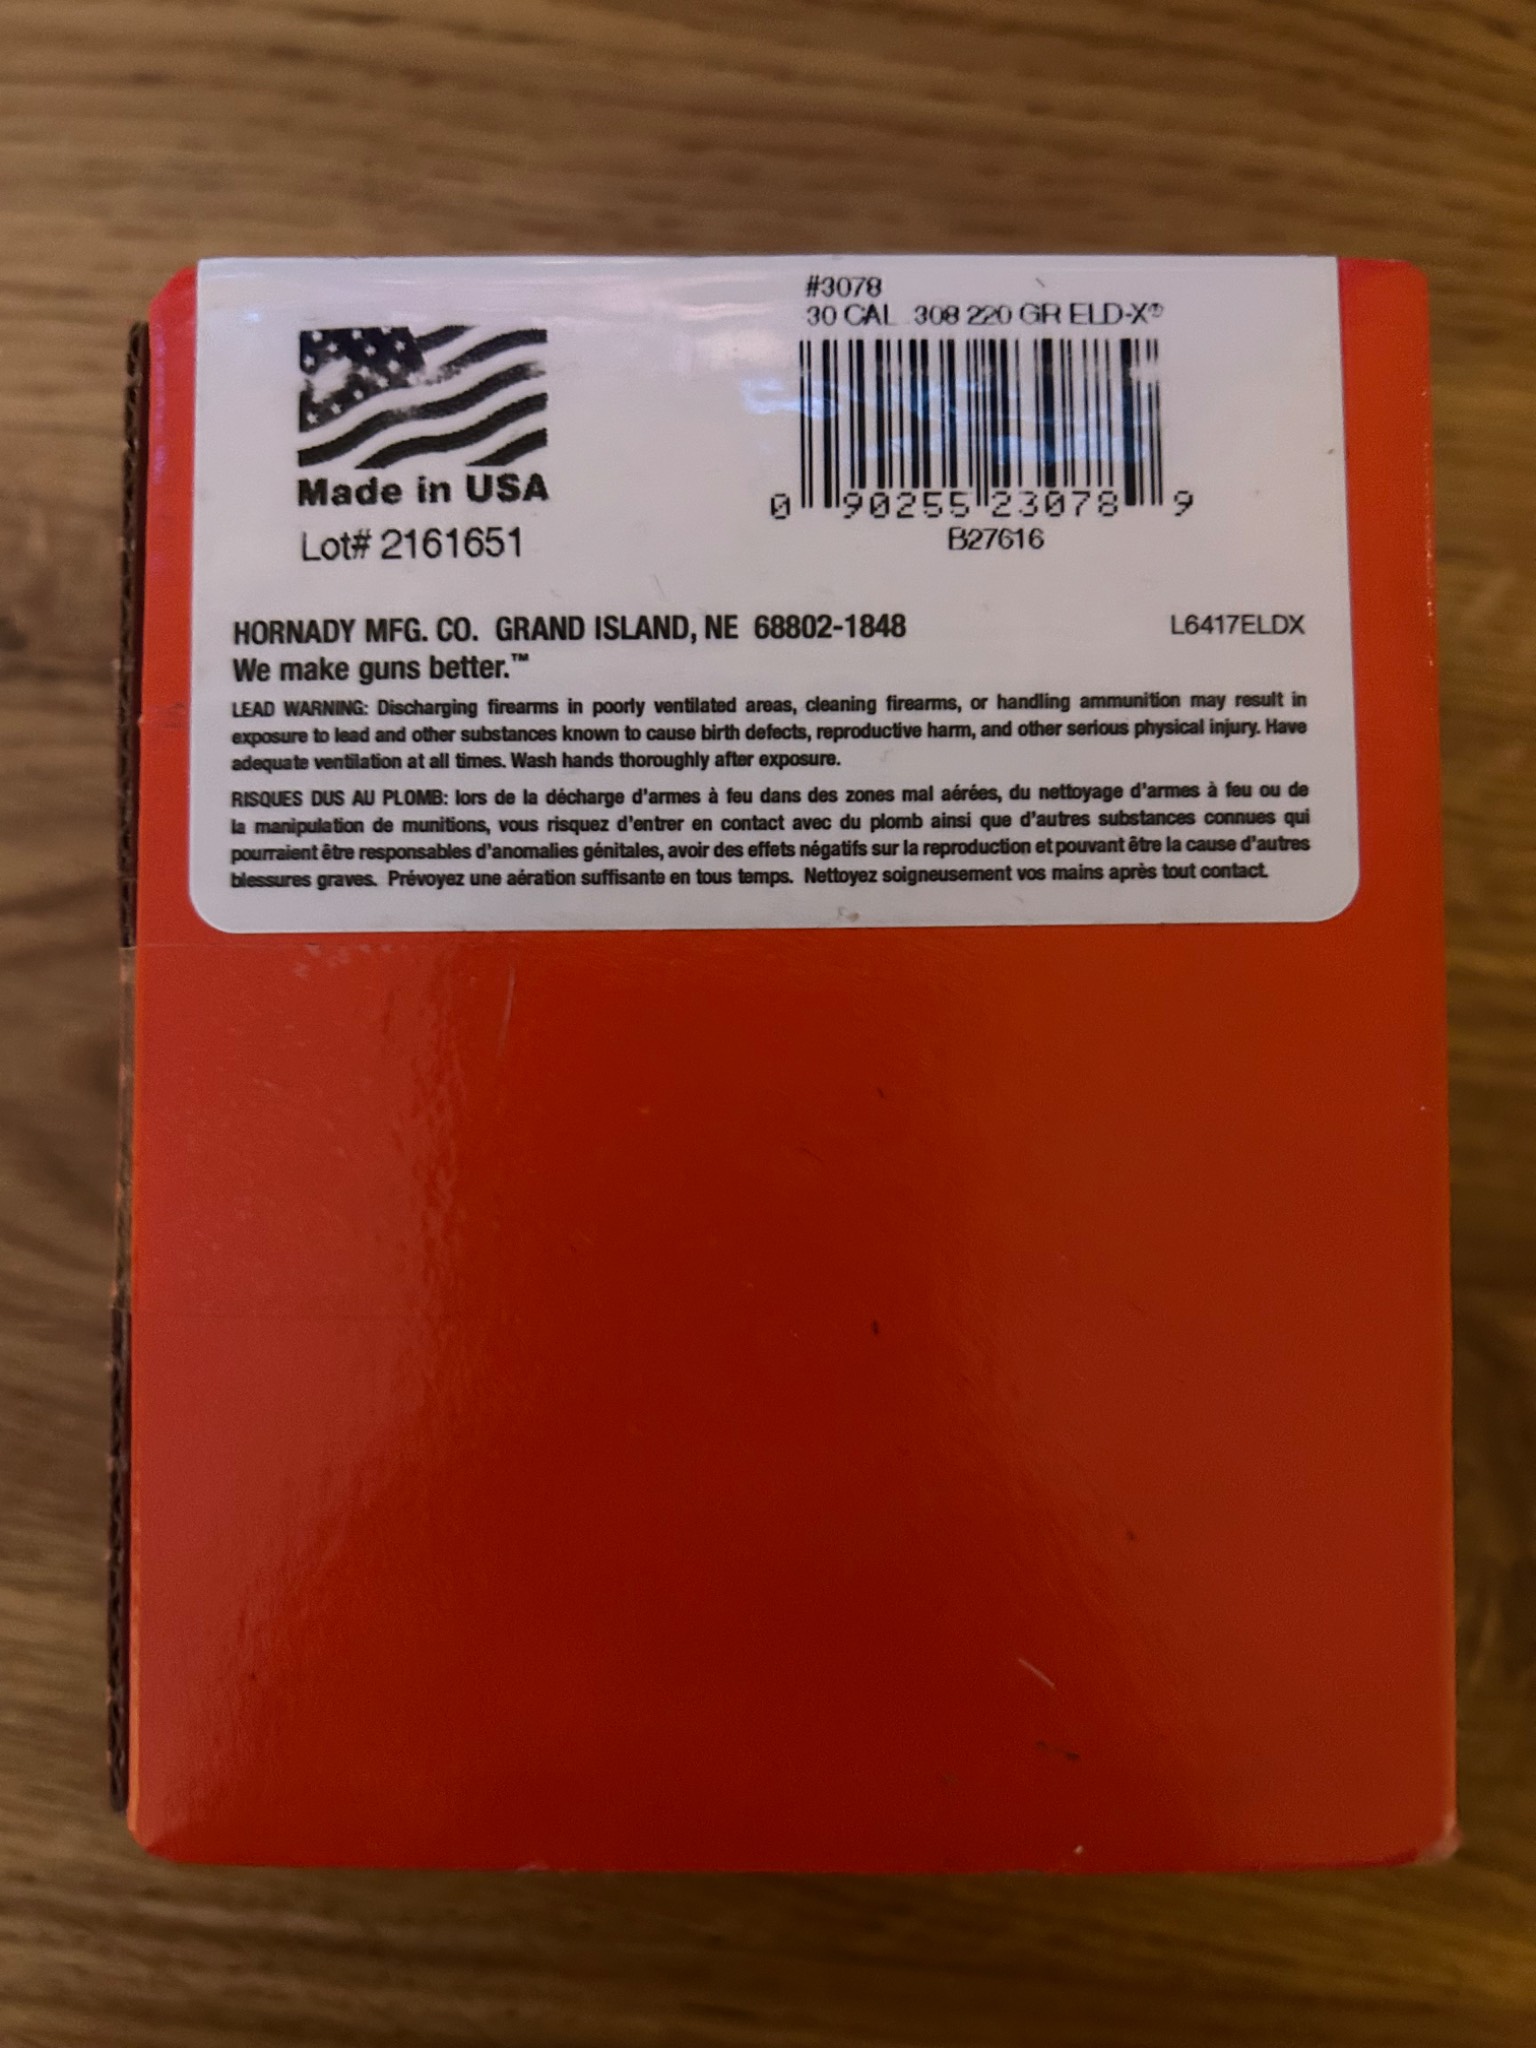 #3078
30 CAL 308 220 GR ELD-X®
Made in USA
Lot# 2161651
0 90255 23078 9
B27616
HORNADY MFG. CO. GRAND ISLAND, NE 68802-1848
L6417ELDX
We make guns better.™
LEAD WARNING: Discharging firearms in poorly ventilated areas, cleaning firearms, or handling ammunition may result in
exposure to lead and other substances known to cause birth defects, reproductive harm, and other serious physical injury. Have
adequate ventilation at all times. Wash hands thoroughly after exposure.
RISQUES DUS AU PLOMB: lors de la décharge d'armes à feu dans des zones mal aérées, du nettoyage d'armes à feu ou de
la manipulation de munitions, vous risquez d'entrer en contact avec du plomb ainsi que d'autres substances connues qui
pourraient être responsables d'anomalies génitales, avoir des effets négatifs sur la reproduction et pouvant être la cause d'autres
blessures graves. Prévoyez une aération suffisante en tous temps. Nettoyez soigneusement vos mains après tout contact.